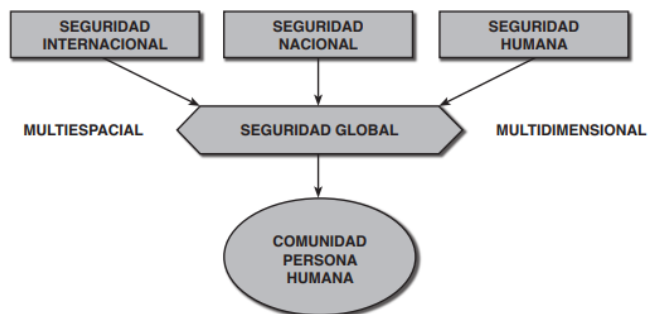 SEGURIDAD
INTERNACIONAL
SEGURIDAD
NACIONAL
SEGURIDAD
HUMANA
MULTIESPACIAL
SEGURIDAD GLOBAL
MULTIDIMENSIONAL
COMUNIDAD
PERSONA
HUMANA